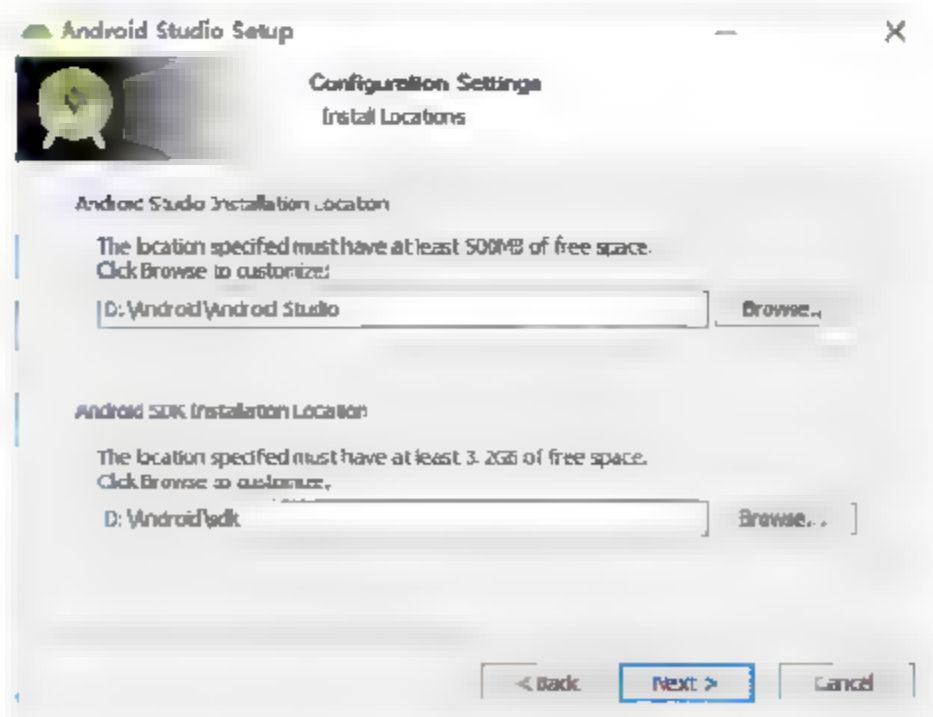 Android Studio Setup
Configuration Settings
Install Locations
Android Studio Installation Location
The location specified must have at least 500MB of free space.
Click Browse to customize:
D:\Android\Android Studio
Browse...
Android SDK Installation Location
The location specified must have at least 3.2GB of free space.
Click Browse to customize:
D:\Android\sdk
Browse...
< Back
Next >
Cancel